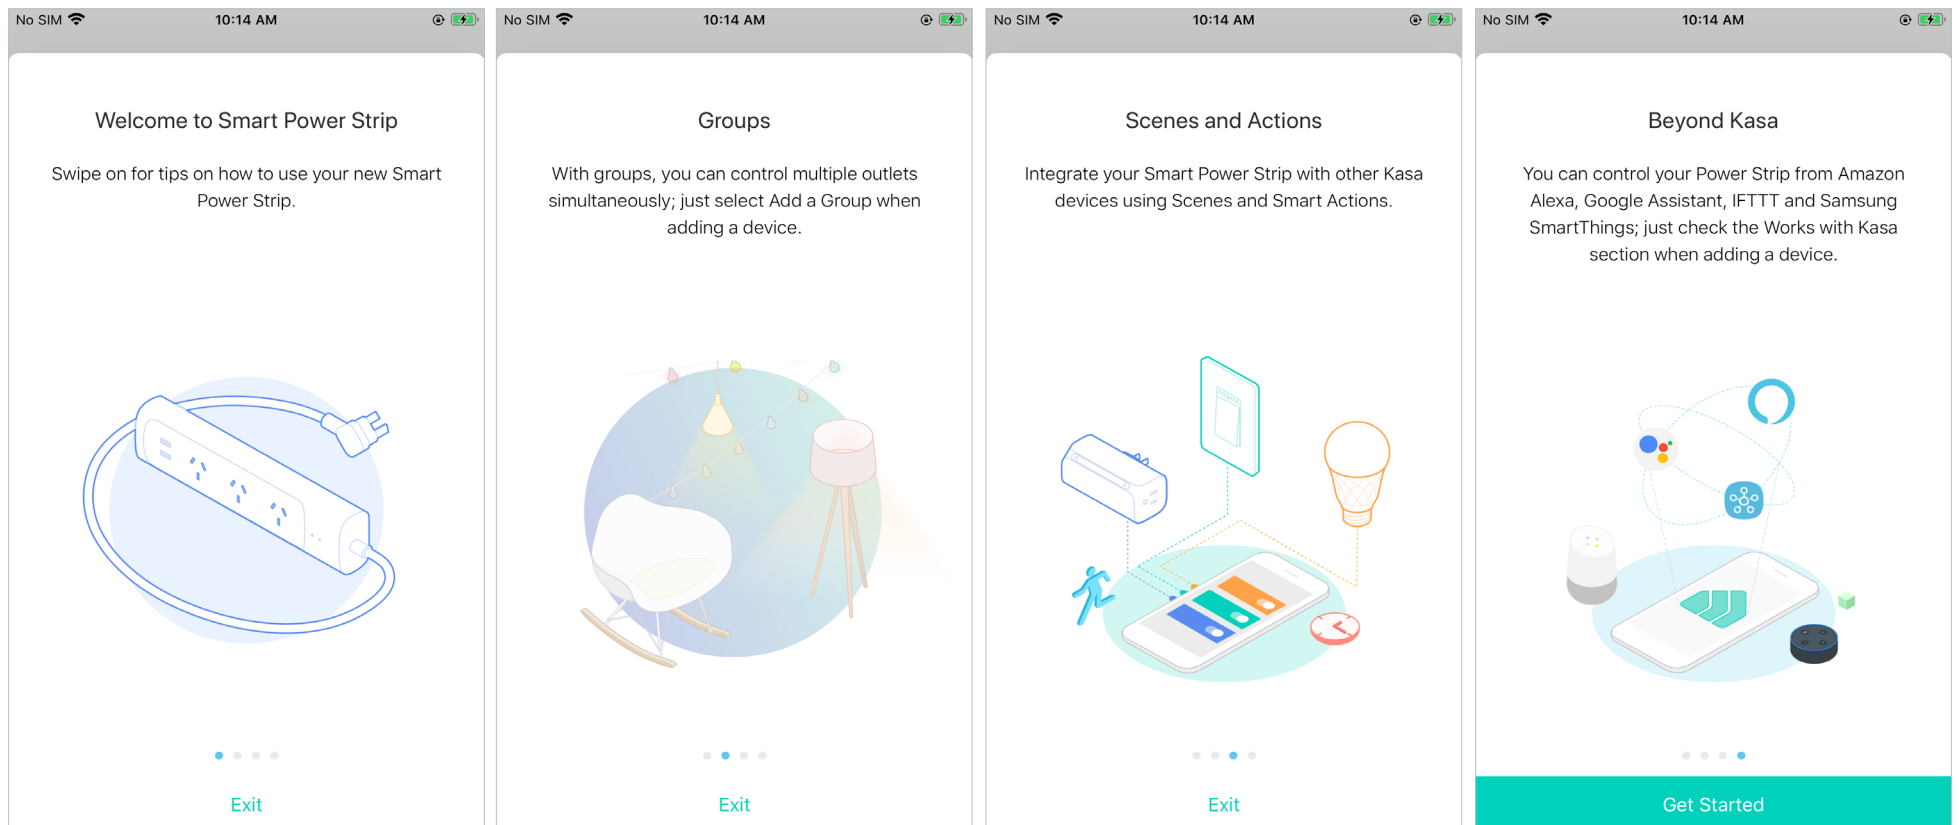 No SIM 10:14 AM
Welcome to Smart Power Strip
Swipe on for tips on how to use your new Smart
Power Strip.
Exit
No SIM 10:14 AM
Groups
With groups, you can control multiple outlets
simultaneously; just select Add a Group when
adding a device.
Exit
No SIM 10:14 AM
Scenes and Actions
Integrate your Smart Power Strip with other Kasa
devices using Scenes and Smart Actions.
Exit
No SIM 10:14 AM
Beyond Kasa
You can control your Power Strip from Amazon
Alexa, Google Assistant, IFTTT and Samsung
SmartThings; just check the Works with Kasa
section when adding a device.
Get Started